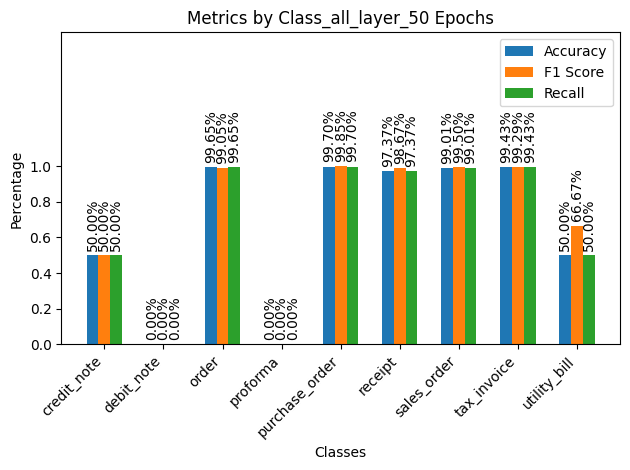 Metrics by Class_all_layer_50 Epochs
Accuracy
F1 Score
Recall
Percentage
1.0
0.8
0.6
0.4
0.2
0.0
50.00%
50.00%
50.00%
0.00%
0.00%
0.00%
99.65%
99.05%
99.65%
0.00%
0.00%
0.00%
99.70%
99.85%
99.70%
97.37%
98.67%
97.37%
99.01%
99.50%
99.01%
99.43%
99.29%
99.43%
50.00%
66.67%
50.00%
credit_note
debit_note
order
proforma
purchase_order
receipt
sales_order
tax_invoice
utility_bill
Classes